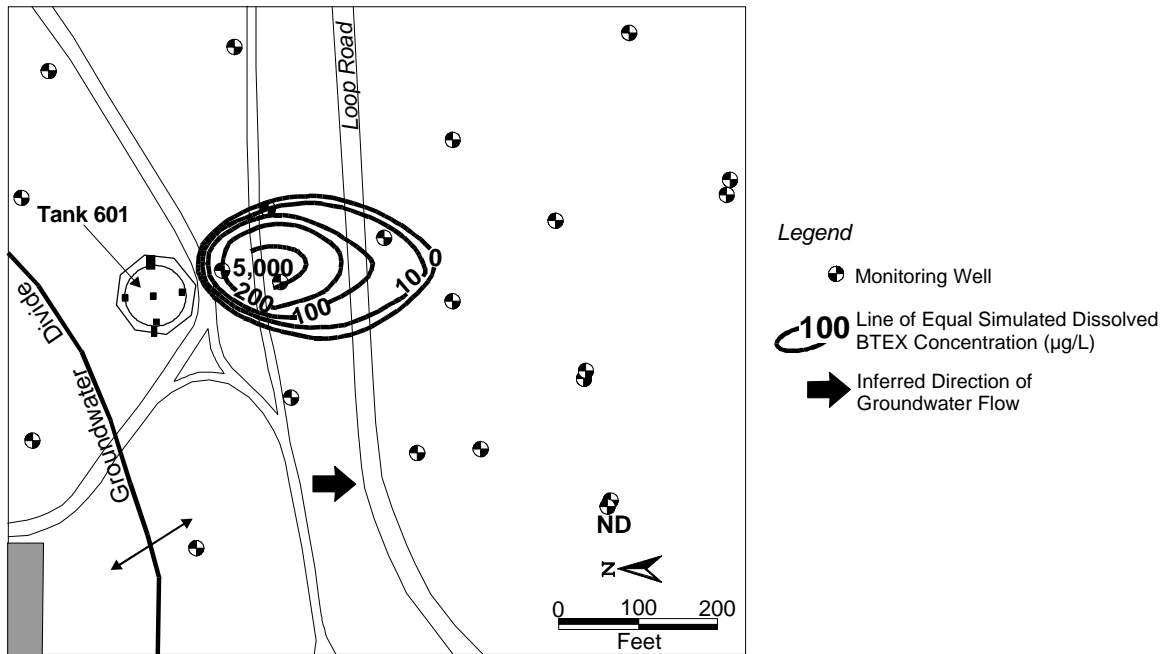 Loop Road
Tank 601
Divide
Groundwater
5,000
200
100
10
0
ND
N
0 100 200
Feet
Legend
Monitoring Well
100
Line of Equal Simulated Dissolved
BTEX Concentration (µg/L)
Inferred Direction of
Groundwater Flow